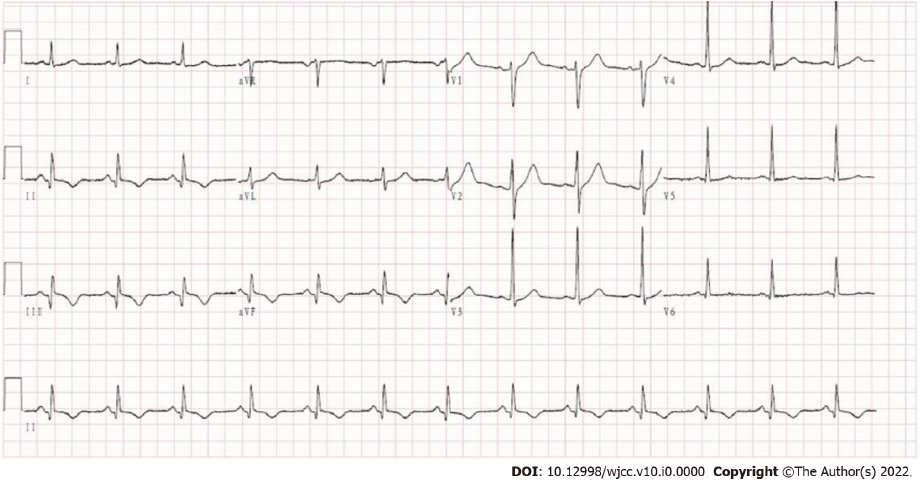 I aVR V1 V4
II aVL V2 V5
III aVF V3 V6
II
DOI: 10.12998/wjcc.v10.i0.0000 Copyright ©The Author(s) 2022.